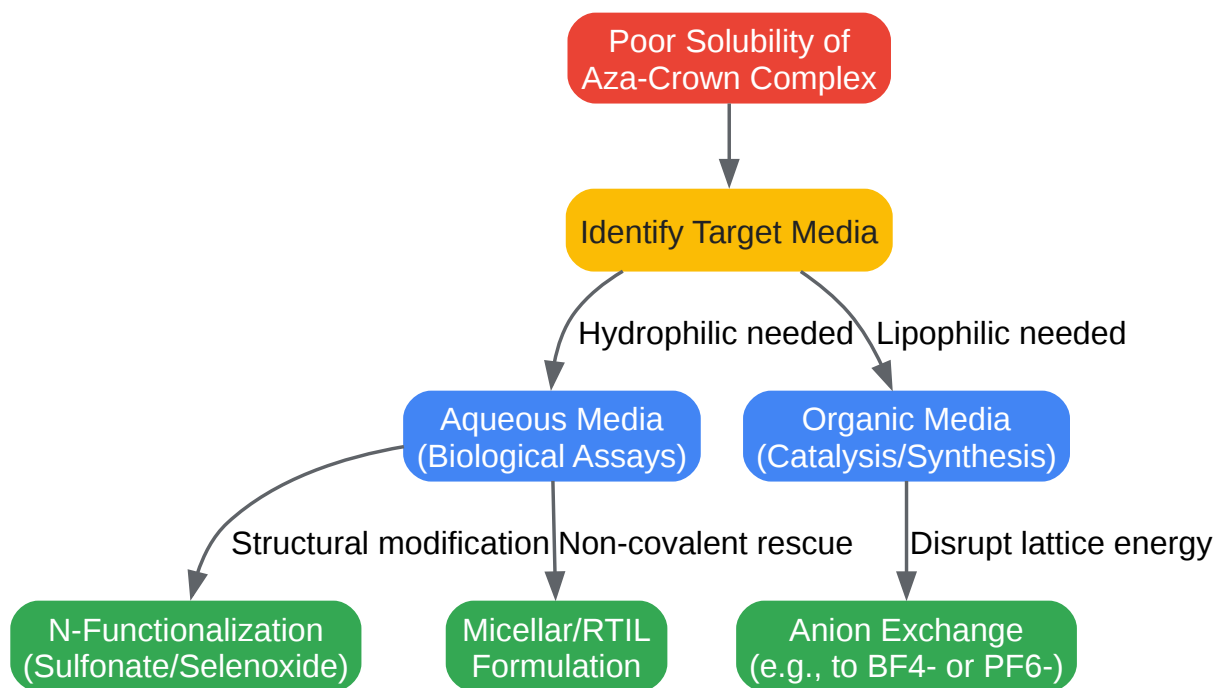 Poor Solubility of
Aza-Crown Complex
Identify Target Media
Hydrophilic needed
Lipophilic needed
Aqueous Media
(Biological Assays)
Organic Media
(Catalysis/Synthesis)
Structural modification
Non-covalent rescue
Disrupt lattice energy
N-Functionalization
(Sulfonate/Selenoxide)
Micellar/RTIL
Formulation
Anion Exchange
(e.g., to BF4- or PF6-)